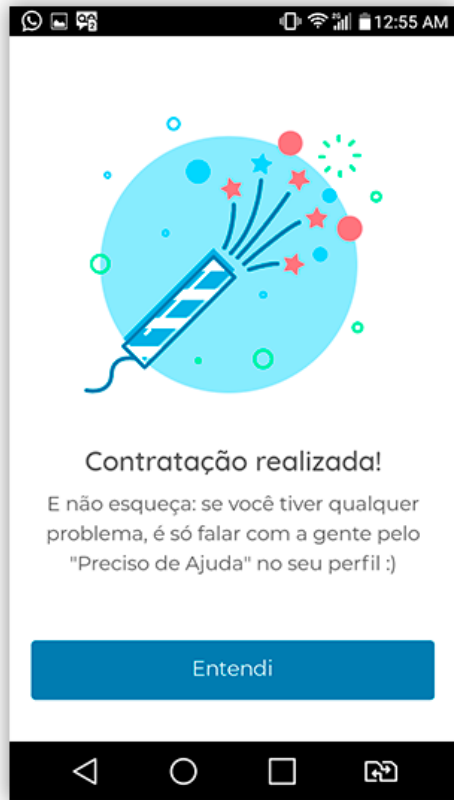 12:55 AM
Contratação realizada!
E não esqueça: se você tiver qualquer
problema, é só falar com a gente pelo
"Preciso de Ajuda" no seu perfil :)
Entendi